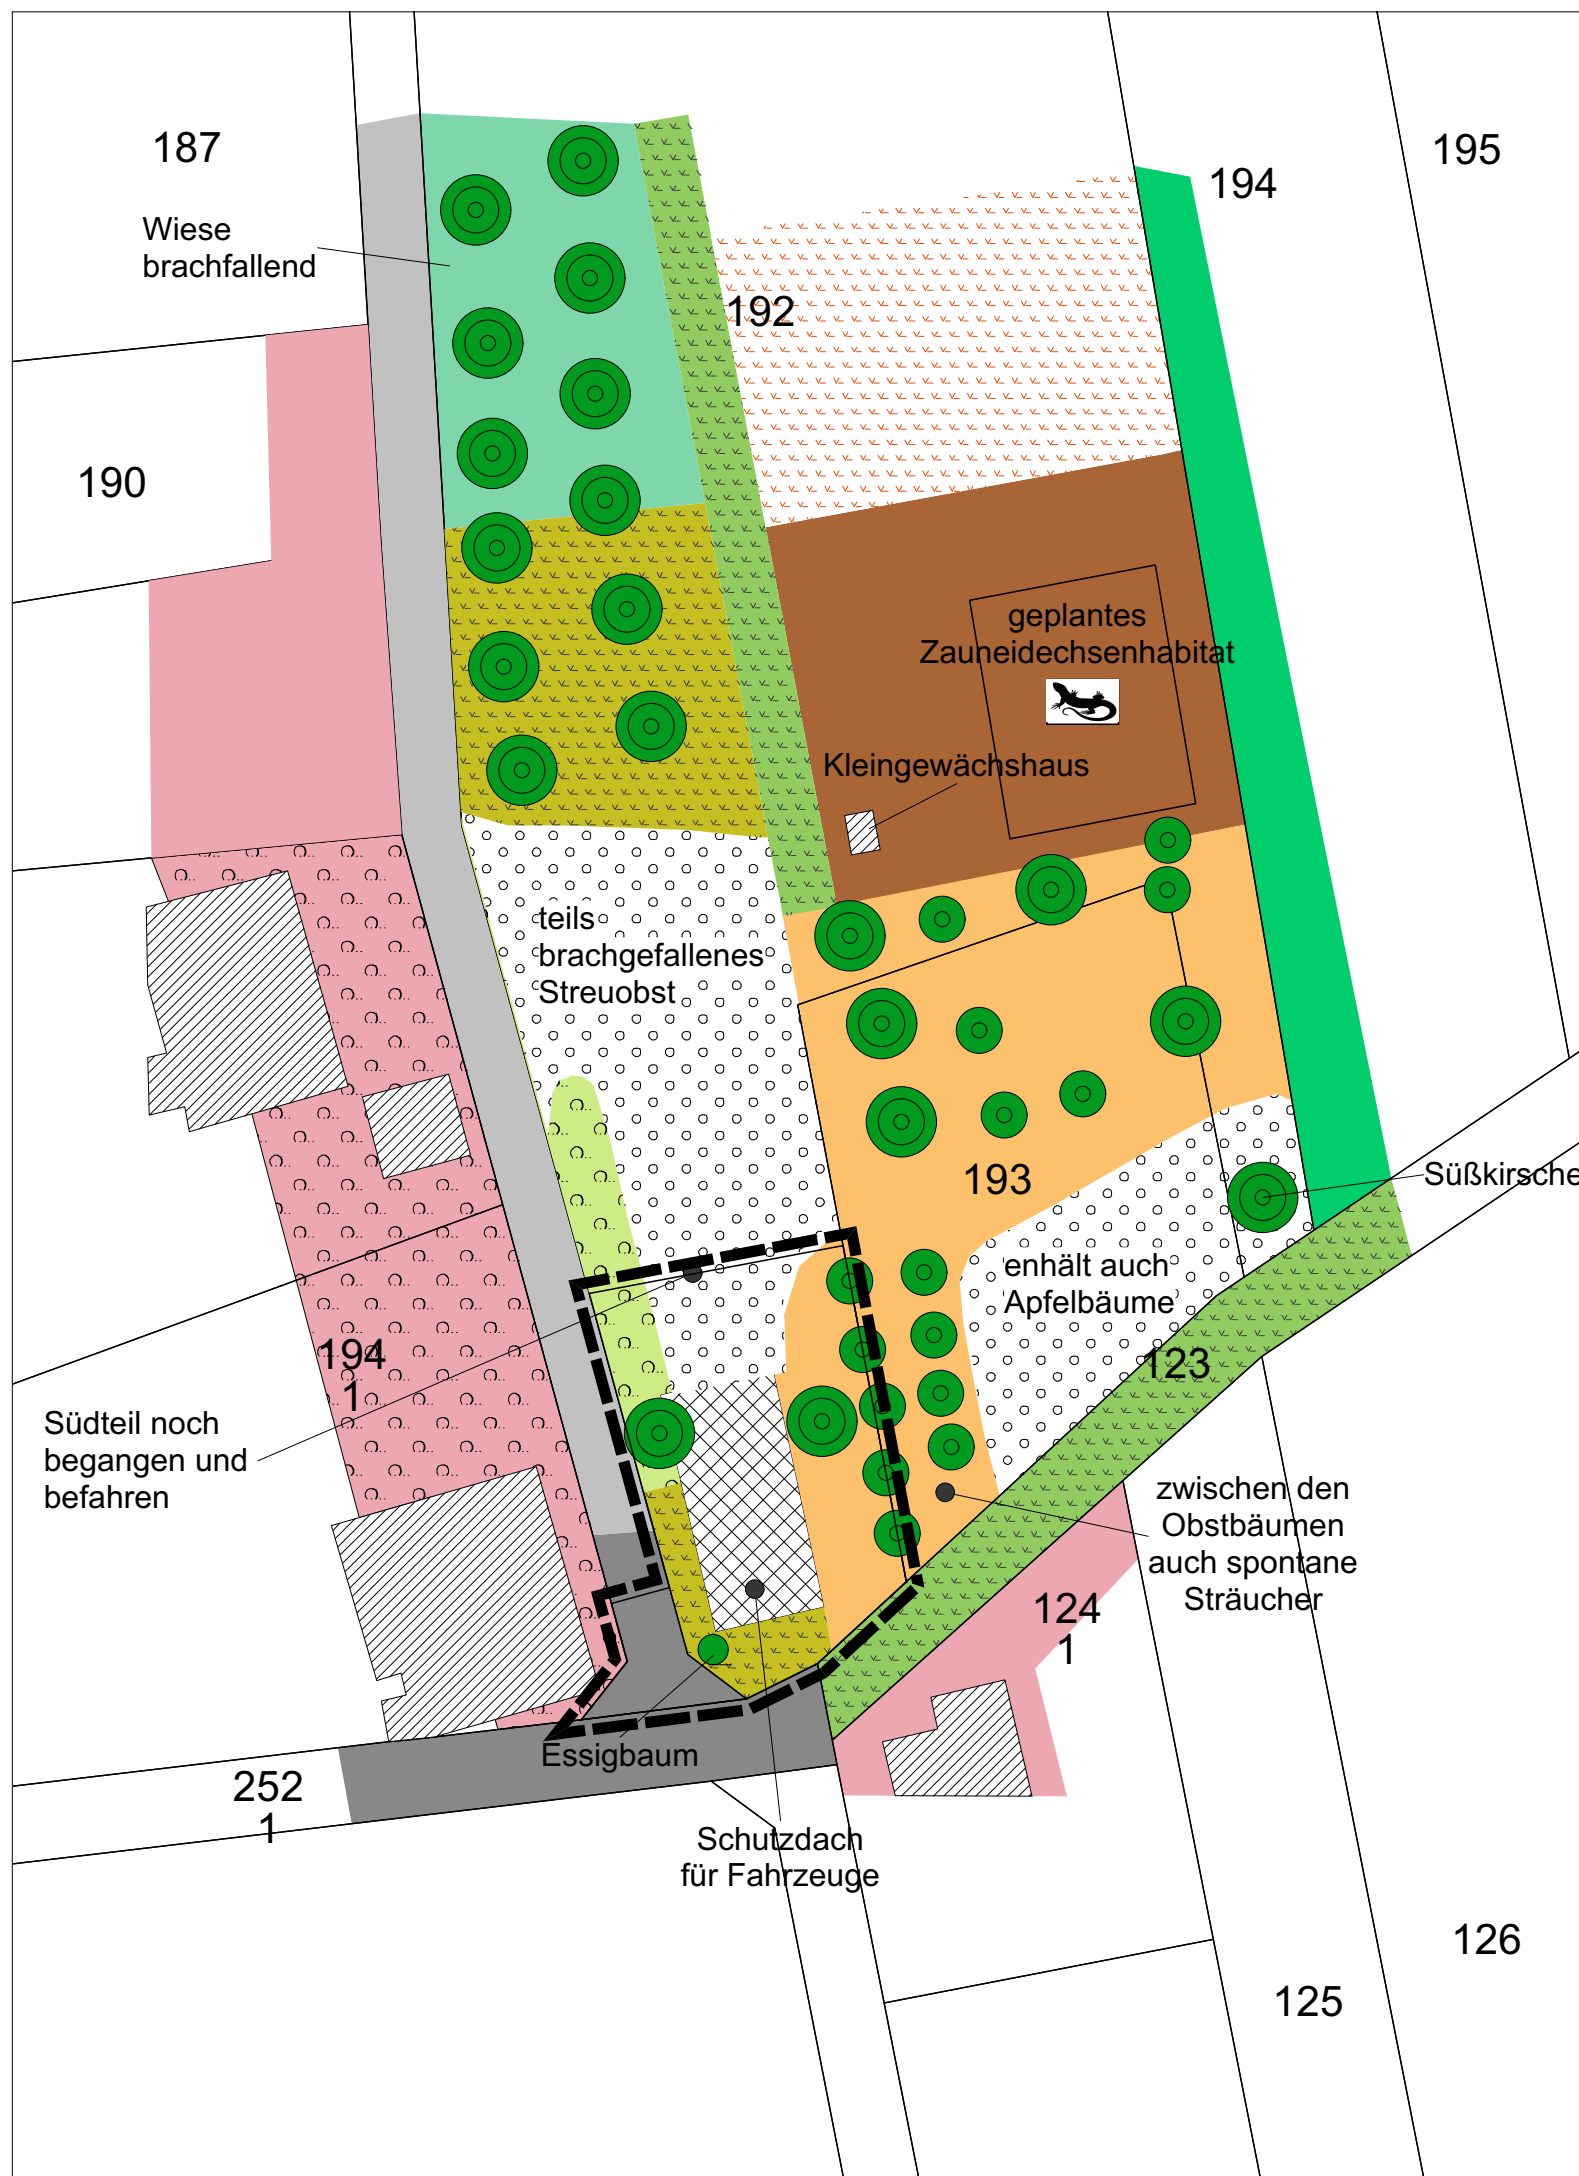 187
195
194
Wiese
brachfallend
192
190
geplantes
Zauneidechsenhabitat
Kleingewächshaus
teils
brachgefallenes
Streuobst
193
Süßkirsche
enhält auch
Apfelbäume
194
1
123
Südteil noch
begangen und
befahren
zwischen den
Obstbäumen
auch spontane
Sträucher
124
1
Essigbaum
252
1
Schutzdach
für Fahrzeuge
126
125